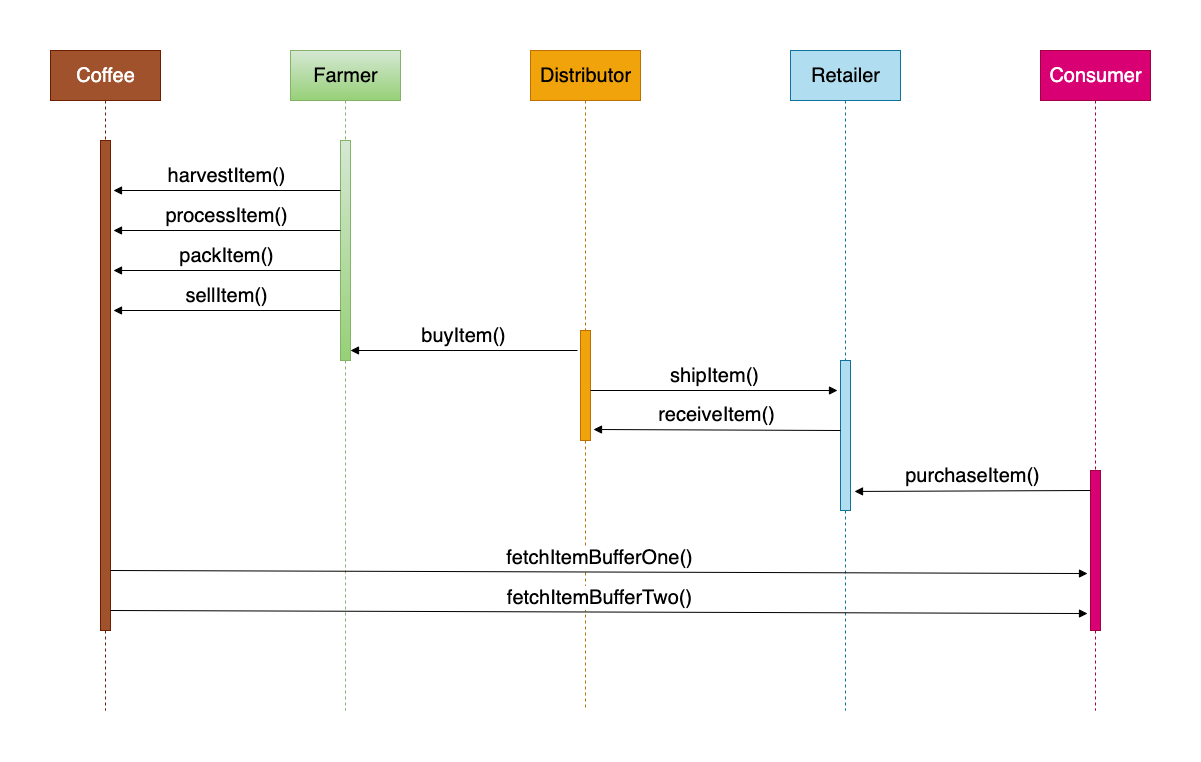 Coffee
Farmer
Distributor
Retailer
Consumer
harvestItem()
processItem()
packItem()
sellItem()
buyItem()
shipItem()
receiveItem()
purchaseItem()
fetchItemBufferOne()
fetchItemBufferTwo()